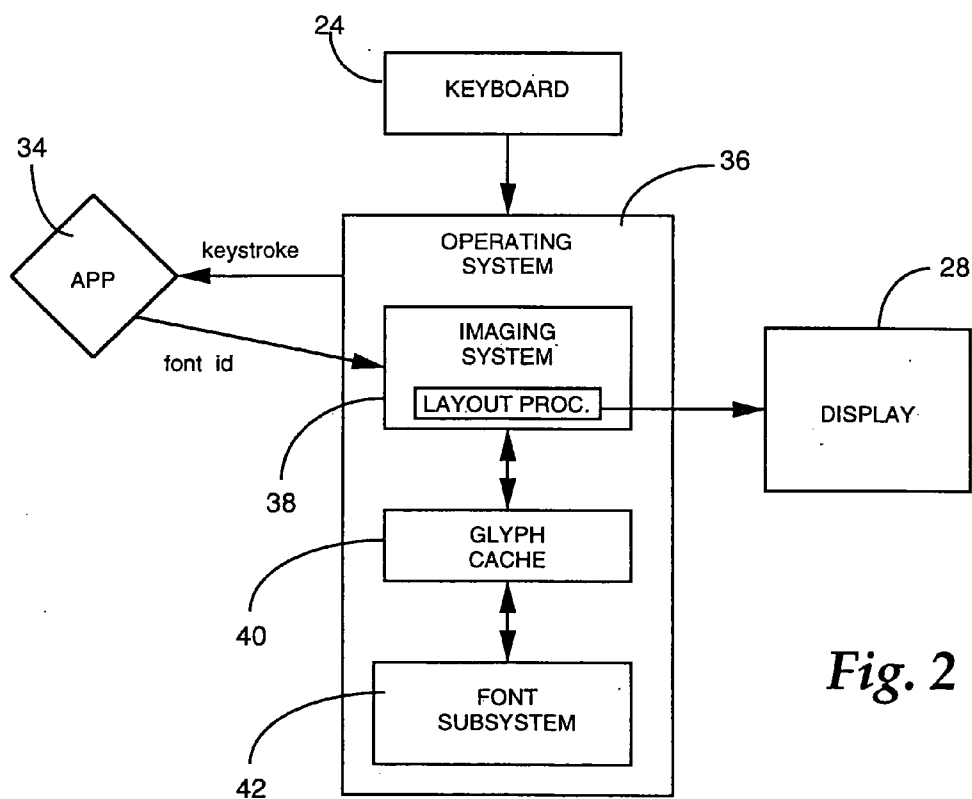 24
KEYBOARD
34
36
OPERATING
SYSTEM
keystroke
APP
28
IMAGING
SYSTEM
font id
LAYOUT PROC.
DISPLAY
38
GLYPH
CACHE
40
Fig. 2
FONT
SUBSYSTEM
42